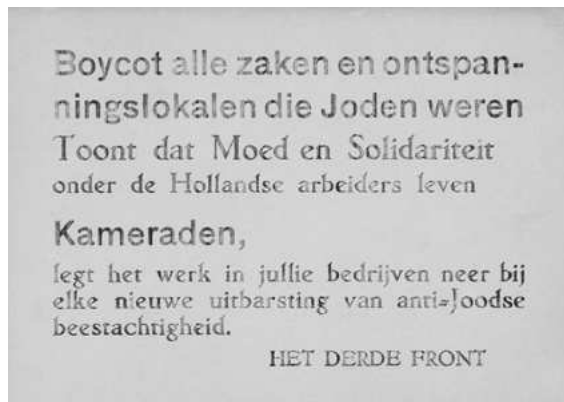 Boycot alle zaken en ontspan-
ningslokalen die Joden weren
Toont dat Moed en Solidariteit
onder de Hollandse arbeiders leven
Kameraden,
legt het werk in jullie bedrijven neer bij
elke nieuwe uitbarsting van anti-Joodse
beestachtigheid.
HET DERDE FRONT